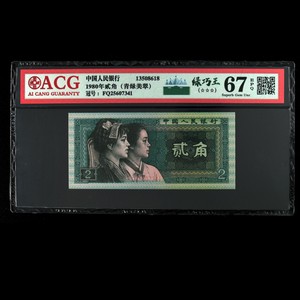 ACG
AI CANG GUARANTY
中国人民银行 13508618
1980年贰角（青绿美翠）
冠号：FQ25607341
绿巧王
(☆☆☆)
67 EPQ
Superb Gem Unc
贰角
2 2